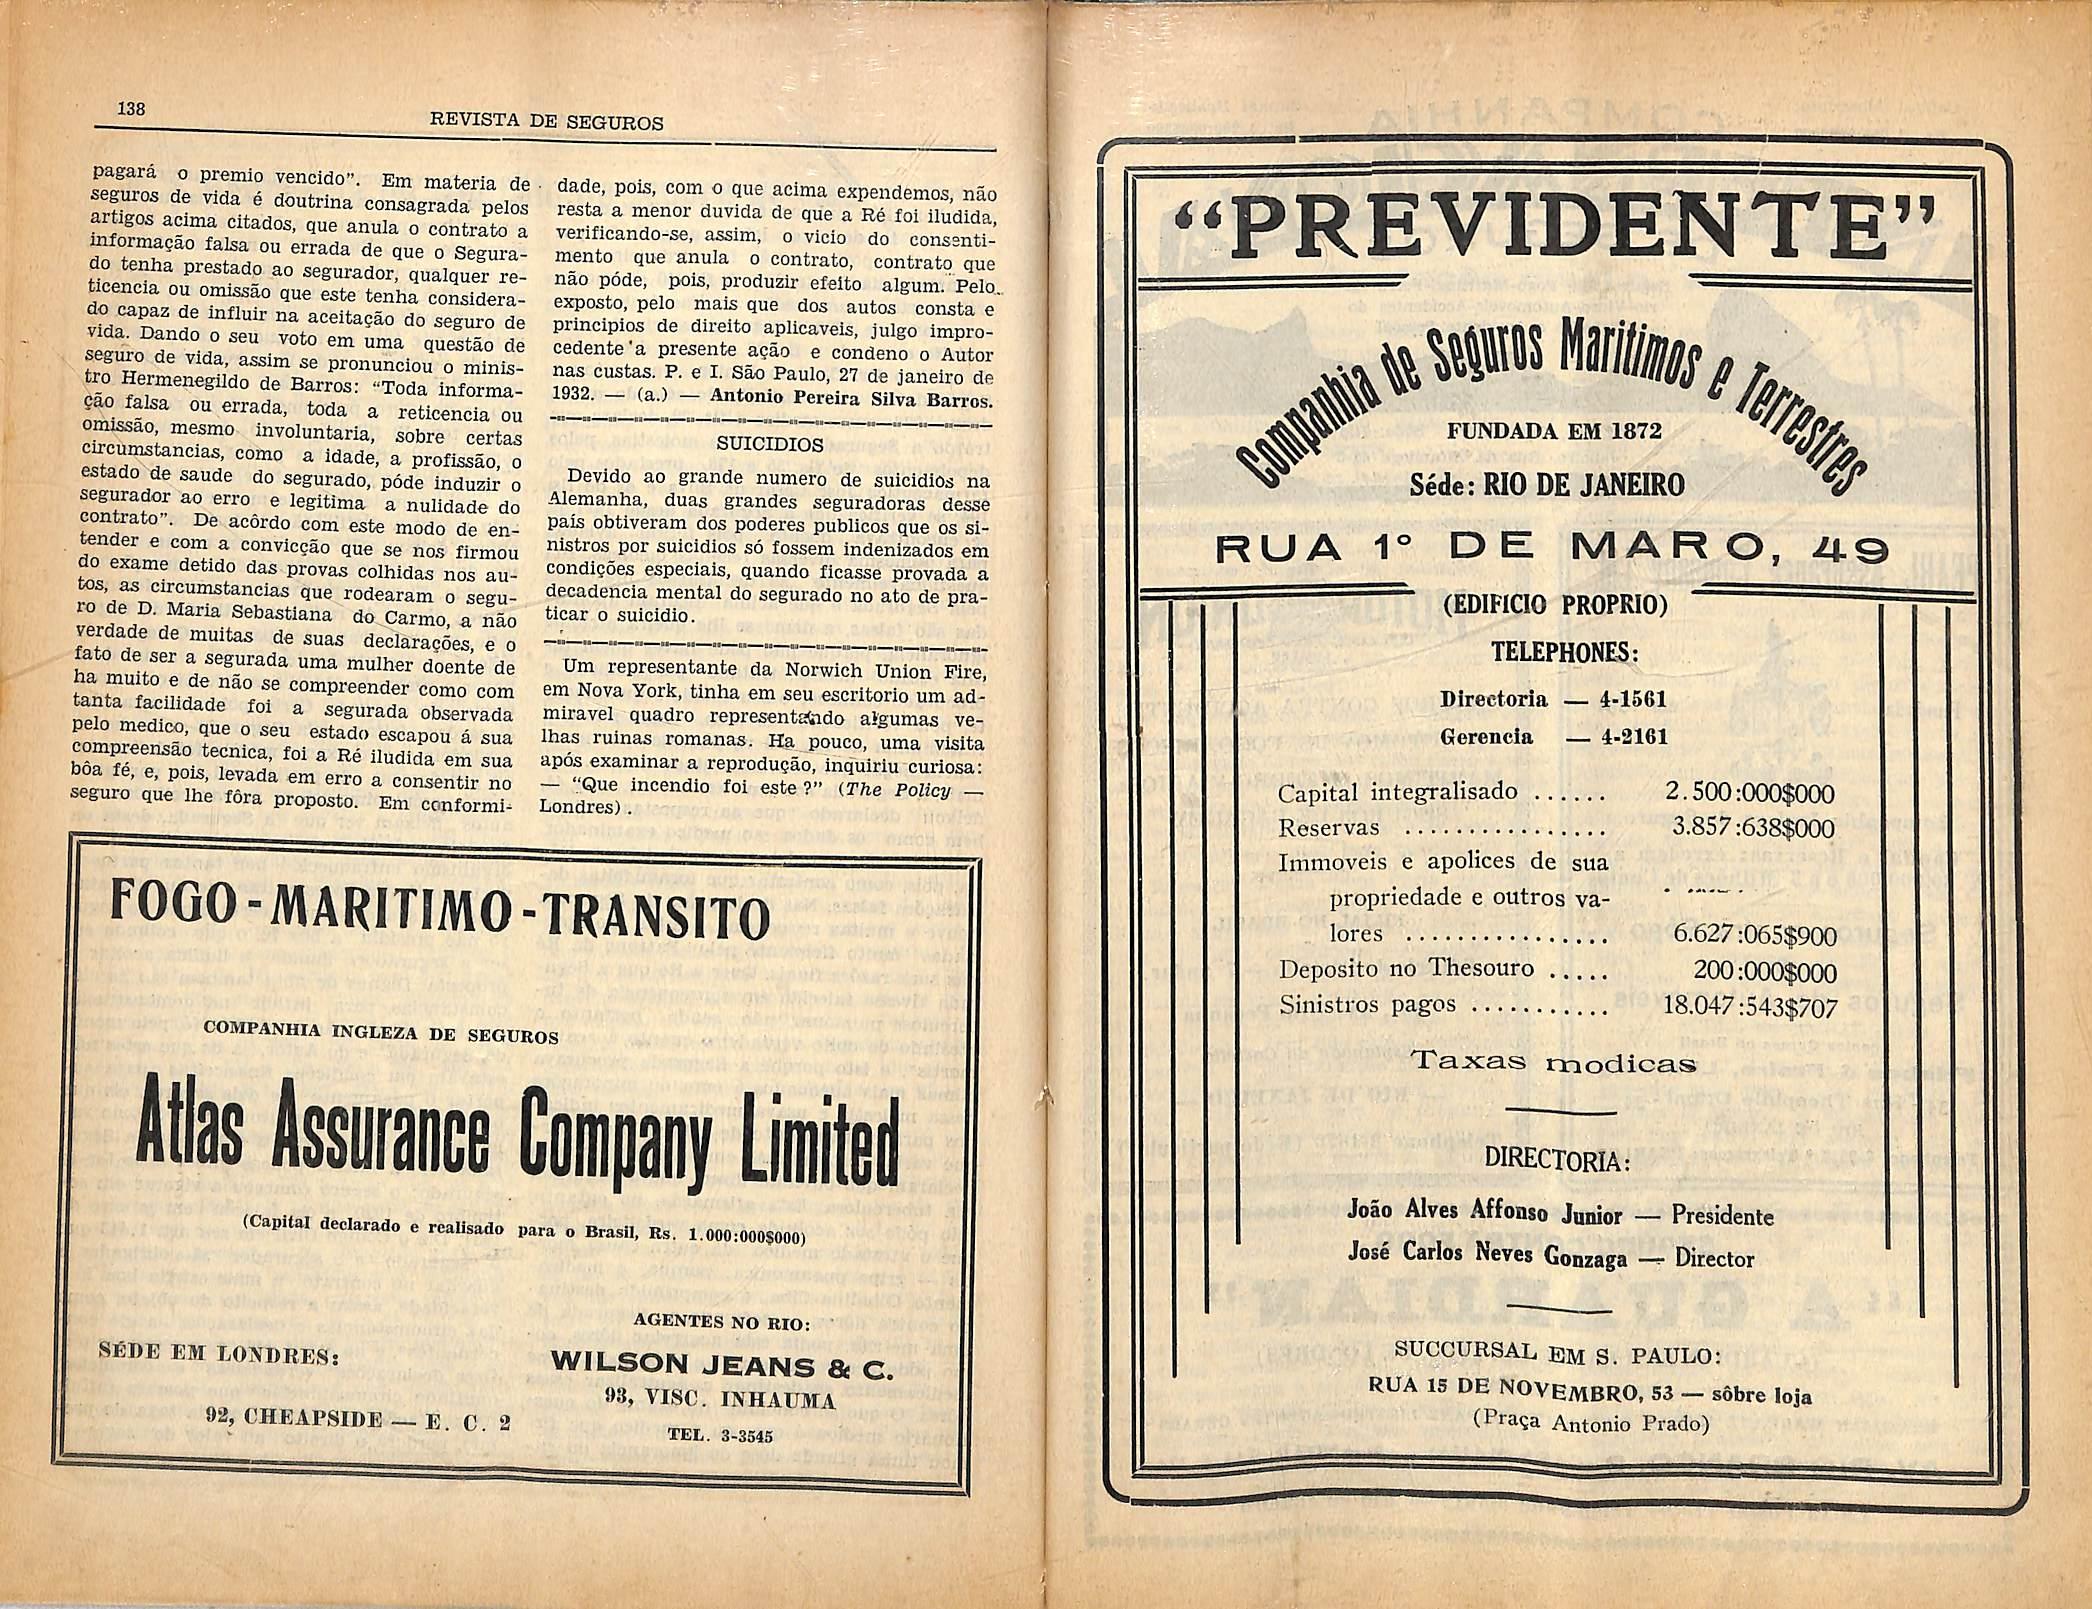 138
REVISTA DE SEGUROS
pagará o premio vencido". Em materia de
seguros de vida é doutrina consagrada pelos
artigos acima citados, que anula o contrato a
informação falsa ou errada de que o Segura-
do tenha prestado ao segurador, qualquer re-
ticencia ou omissão que este tenha considera-
do capaz de influir na aceitação do seguro de
vida. Dando o seu voto em uma questão de
seguro de vida, assim se pronunciou o minis-
tro Hermenegildo de Barros: "Toda informa-
ção falsa ou errada, toda a reticencia ou
omissão, mesmo involuntaria, sobre certas
circumstancias, como a idade, a profissão, o
estado de saude do segurado, póde induzir o
segurador ao erro e legitima a nulidade do
contrato". De acôrdo com este modo de en-
tender e com a convicção que se nos firmou
do exame detido das provas colhidas nos au-
tos, as circumstancias que rodearam o segu-
ro de D. Maria Sebastiana do Carmo, a não
verdade de muitas de suas declarações, e o
fato de ser a segurada uma mulher doente de
ha muito e de não se compreender como com
tanta facilidade foi a segurada observada
pelo medico, que o seu estado escapou á sua
compreensão tecnica, foi a Ré iludida em sua
bôa fé, e, pois, levada em erro a consentir no
seguro que lhe fôra proposto. Em conformi-
dade, pois, com o que acima expendemos, não
resta a menor duvida de que a Ré foi iludida,
verificando-se, assim, o vicio do consenti-
mento que anula o contrato, contrato que
não póde, pois, produzir efeito algum. Pelo
exposto, pelo mais que dos autos consta e
principios de direito aplicaveis, julgo impro-
cedente a presente ação e condeno o Autor
nas custas. P. e I. São Paulo, 27 de janeiro de
1932. — (a.) — Antonio Pereira Silva Barros.
SUICIDIOS
Devido ao grande numero de suicidios na
Alemanha, duas grandes seguradoras desse
país obtiveram dos poderes publicos que os si-
nistros por suicidios só fossem indenizados em
condições especiais, quando ficasse provada a
decadencia mental do segurado no ato de pra-
ticar o suicidio.
Um representante da Norwich Union Fire,
em Nova York, tinha em seu escritorio um ad-
miravel quadro representando algumas ve-
lhas ruinas romanas. Ha pouco, uma visita
após examinar a reprodução, inquiriu curiosa:
— "Que incendio foi este?" (The Policy —
Londres).
FOGO - MARITIMO - TRANSITO
COMPANHIA INGLEZA DE SEGUROS
Atlas Assurance Company Limited
(Capital declarado e realisado para o Brasil, Rs. 1.000:000$000)
SÉDE EM LONDRES:
92, CHEAPSIDE — E. C. 2
AGENTES NO RIO:
WILSON JEANS & C.
93, VISC. INHAUMA
TEL. 3-3545
"PREVIDENTE"
Companhia de Seguros Maritimos e Terrestres
FUNDADA EM 1872
Séde: RIO DE JANEIRO
RUA 1° DE MARO, 49
(EDIFICIO PROPRIO)
TELEPHONES:
Directoria — 4-1561
Gerencia — 4-2161
Capital integralisado ...... 2.500:000$000
Reservas ................. 3.857:638$000
Immoveis e apolices de sua
propriedade e outros va-
lores ................ 6.627:065$900
Deposito no Thesouro ..... 200:000$000
Sinistros pagos ............ 18.047:543$707
Taxas modicas
DIRECTORIA:
João Alves Affonso Junior — Presidente
José Carlos Neves Gonzaga — Director
SUCCURSAL EM S. PAULO:
RUA 15 DE NOVEMBRO, 53 — sôbre loja
(Praça Antonio Prado)